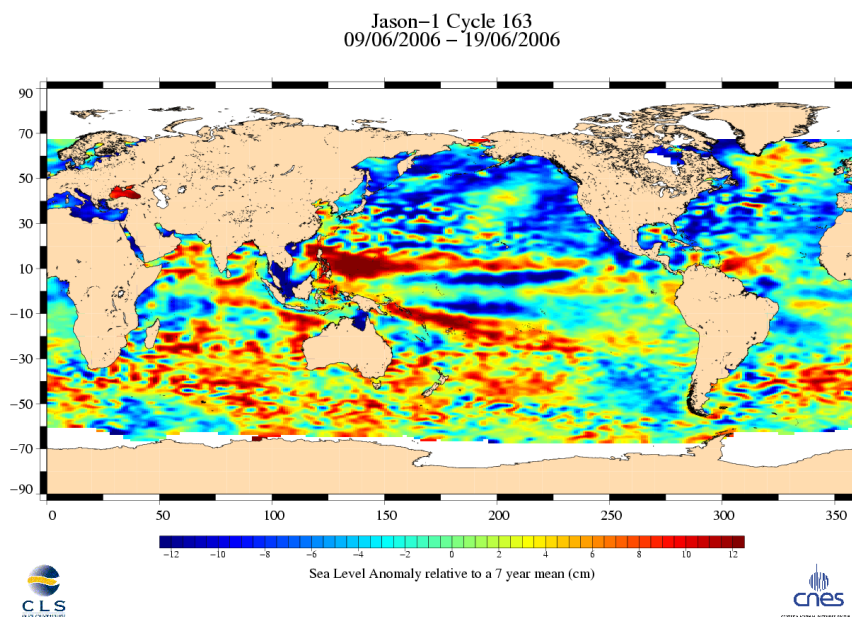 Jason−1 Cycle 163
09/06/2006 − 19/06/2006
90
70
50
30
10
−10
−30
−50
−70
−90
0 50 100 150 200 250 300 350
−12 −10 −8 −6 −4 −2 0 2 4 6 8 10 12
Sea Level Anomaly relative to a 7 year mean (cm)
CLS
cnes